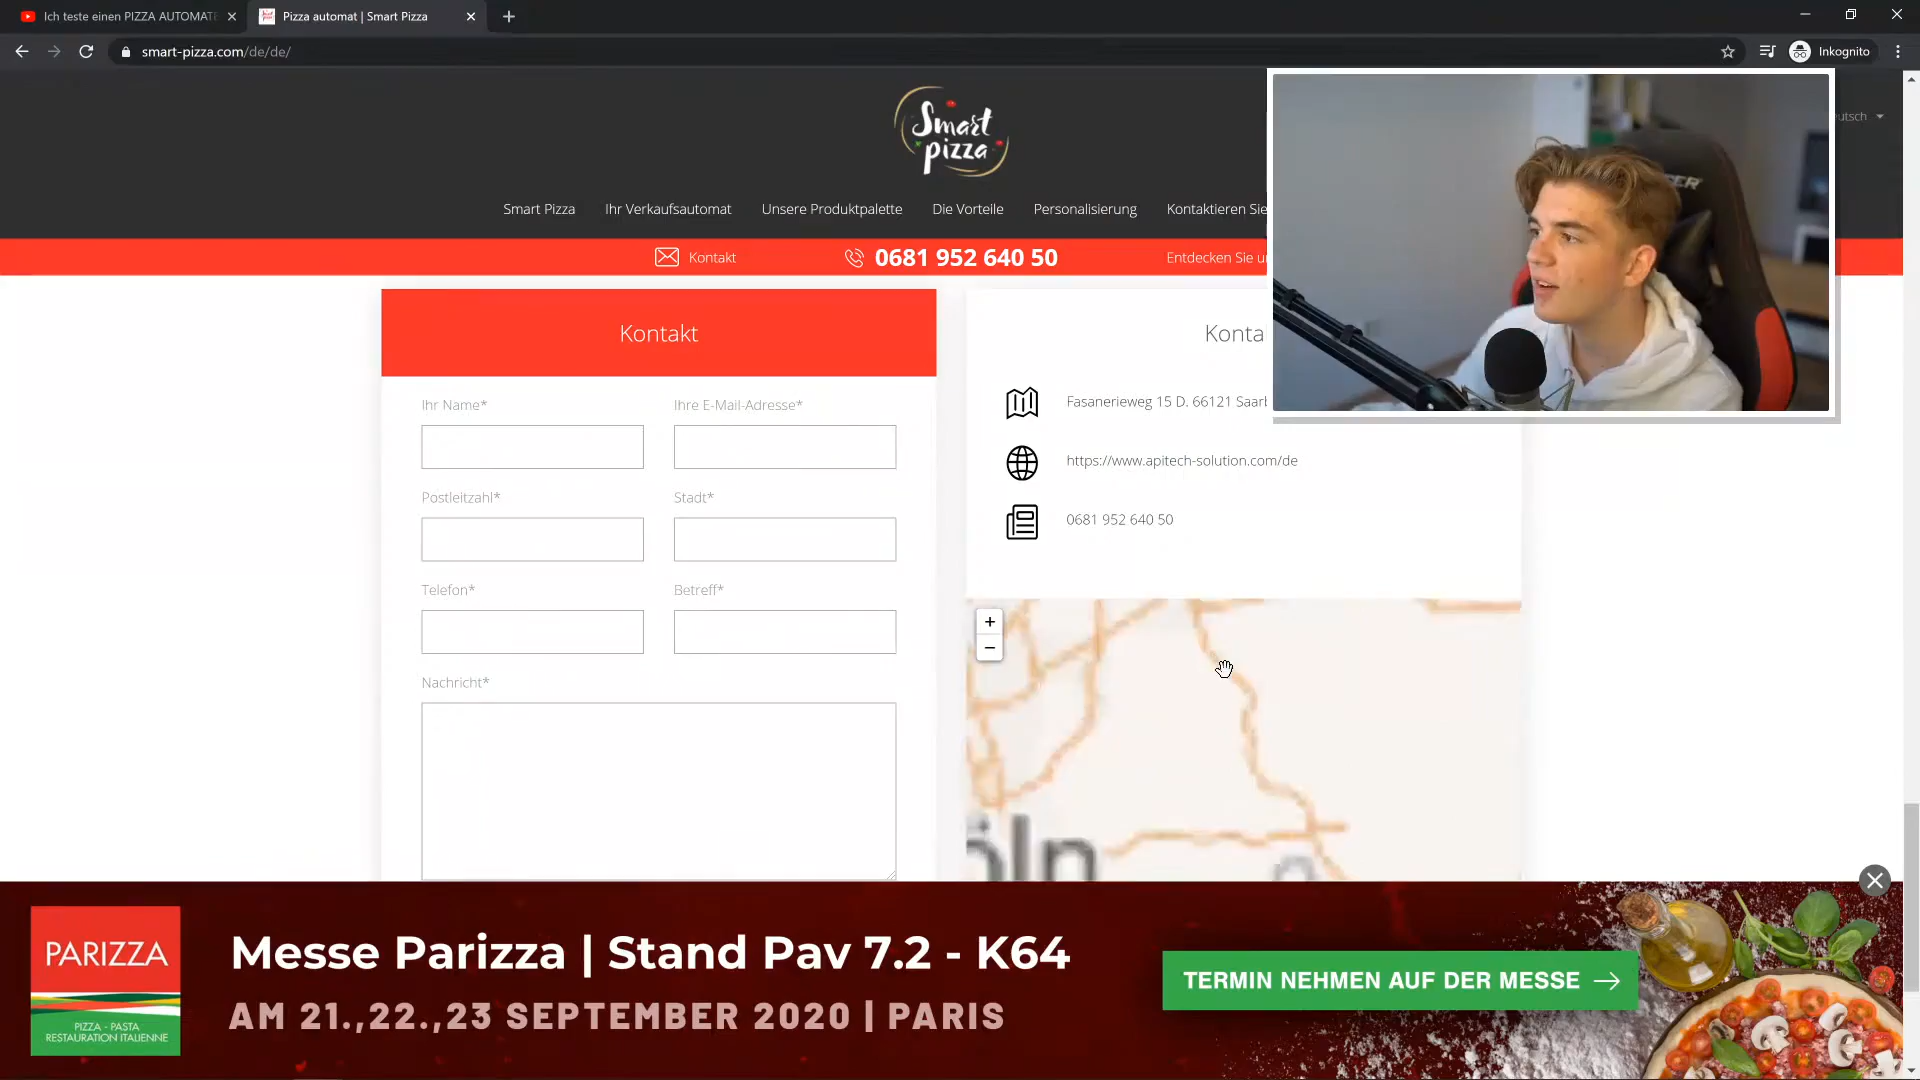 Ich teste einen PIZZA AUTOMATE
Pizza automat | Smart Pizza
smart-pizza.com/de/de/
Inkognito
Smart pizza
utsch
Smart Pizza
Ihr Verkaufsautomat
Unsere Produktpalette
Die Vorteile
Personalisierung
Kontaktieren Sie
Kontakt
0681 952 640 50
Entdecken Sie
Kontakt
Ihr Name*
Ihre E-Mail-Adresse*
Postleitzahl*
Stadt*
Telefon*
Betreff*
Nachricht*
Konta
Fasanerieweg 15 D. 66121 Saarb
https://www.apitech-solution.com/de
0681 952 640 50
+
−
öln
PARIZZA
PIZZA - PASTA
RESTAURATION ITALIENNE
Messe Parizza | Stand Pav 7.2 - K64
AM 21.,22.,23 SEPTEMBER 2020 | PARIS
TERMIN NEHMEN AUF DER MESSE